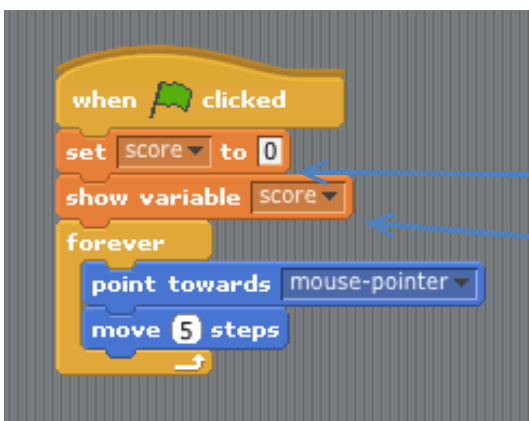 when clicked
set score to 0
show variable score
forever
point towards mouse-pointer
move 5 steps